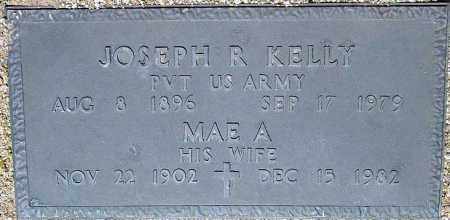 JOSEPH R KELLY
PVT US ARMY
AUG 8 1896 SEP 17 1979
MAE A
HIS WIFE
NOV 22 1902 DEC 15 1982